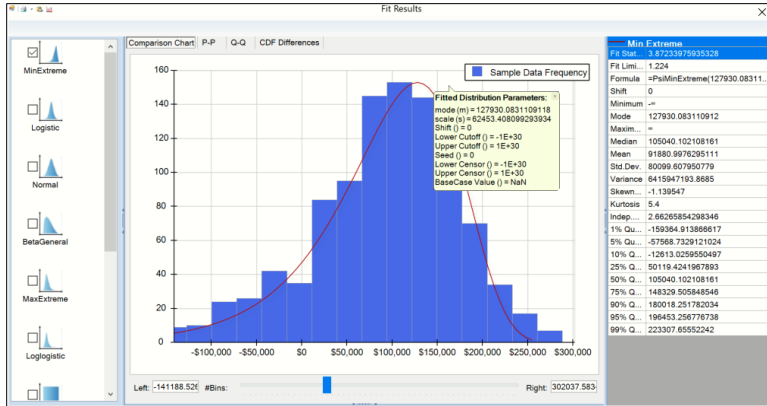 Fit Results
MinExtreme
Logistic
Normal
BetaGeneral
MaxExtreme
Loglogistic
Comparison Chart P-P Q-Q CDF Differences
Sample Data Frequency
160
140
120
100
80
60
40
20
0
-$100,000 -$50,000 $0 $50,000 $100,000 $150,000 $200,000 $250,000 $300,000
Fitted Distribution Parameters:
mode (m) = 127930.0831109118
scale (s) = 62453.408099293934
Shift () = 0
Lower Cutoff () = -1E+30
Upper Cutoff () = 1E+30
Seed () = 0
Lower Censor () = -1E+30
Upper Censor () = 1E+30
BaseCase Value () = NaN
Left: -141188.526 #Bins: Right: 302037.583
Min Extreme
Fit Stat... 3.87233975935328
Fit Limi... 1.224
Formula =PsiMinExtreme(127930.08311...
Shift 0
Minimum -∞
Mode 127930.083110912
Maxim... ∞
Median 105040.102108161
Mean 91880.9976295111
Std.Dev. 80099.607950779
Variance 6415947193.8685
Skewn... -1.139547
Kurtosis 5.4
Indep.... 2.66265854298346
1% Qu... -159364.913866617
5% Qu... -57568.7329121024
10% Q... -12613.0259550497
25% Q... 50119.4241967893
50% Q... 105040.102108161
75% Q... 148329.505848546
90% Q... 180018.251782034
95% Q... 196453.256776738
99% Q... 223307.65552242